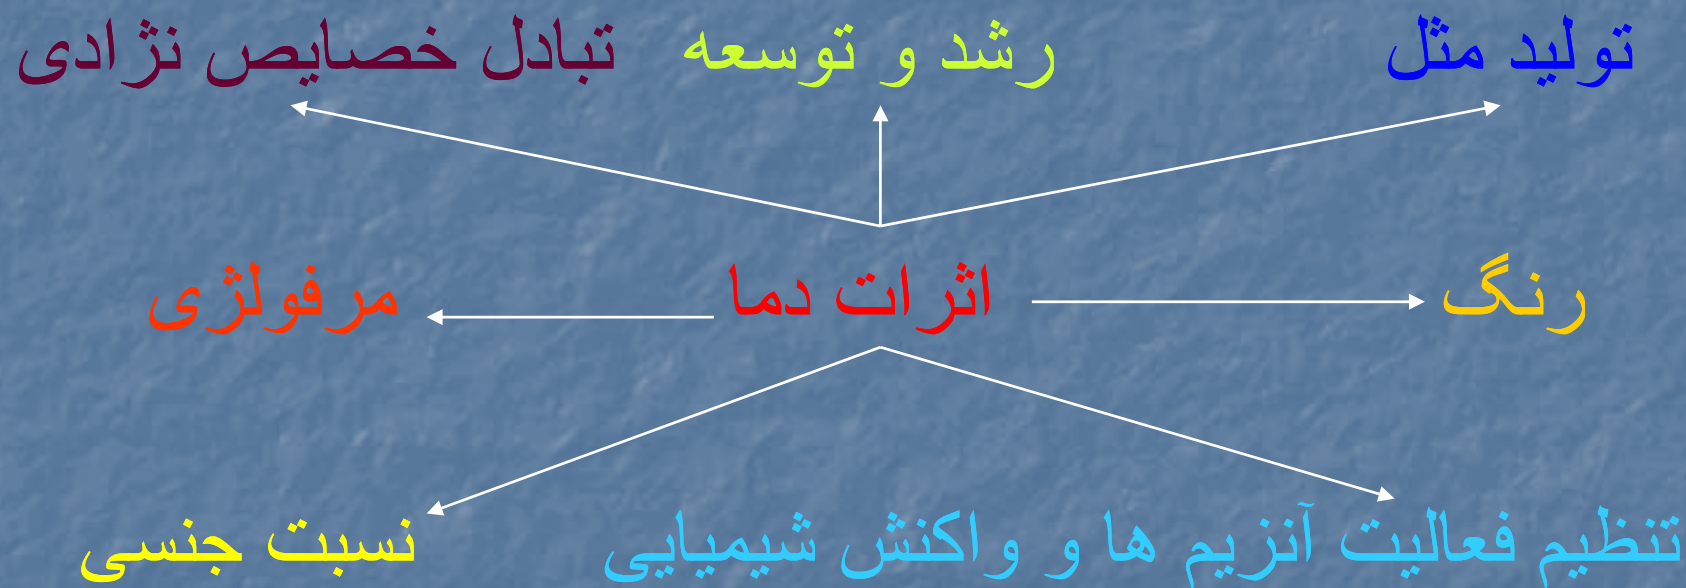 تولید مثل
رشد و توسعه
تبادل خصایص نژادی
رنگ
اثرات دما
مرفولژی
تنظیم فعالیت آنزیم ها و واکنش شیمیایی
نسبت جنسی